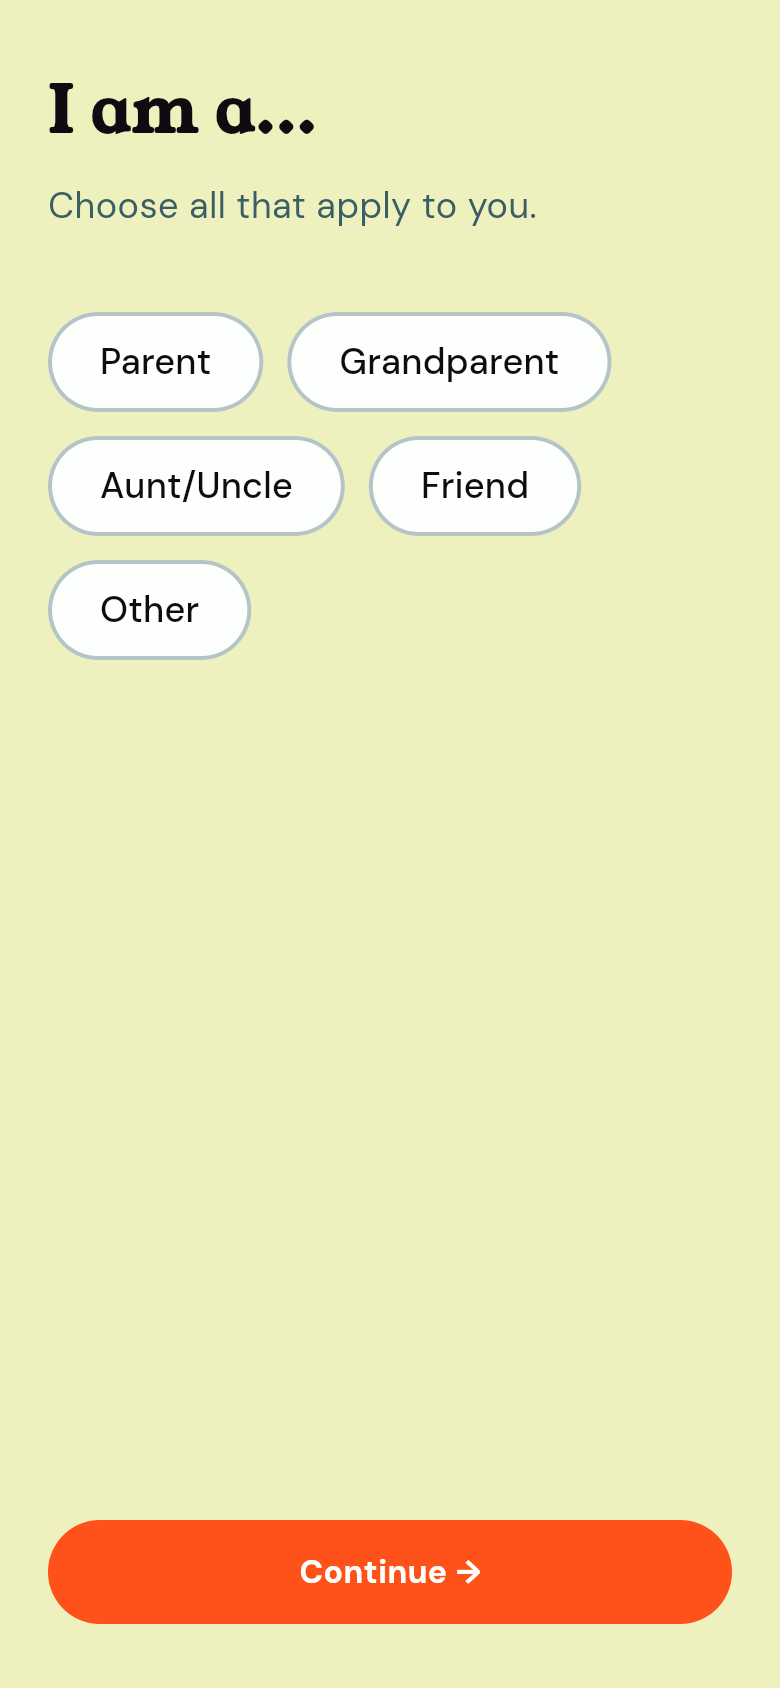 I am a...
Choose all that apply to you.
Parent
Grandparent
Aunt/Uncle
Friend
Other
Continue →